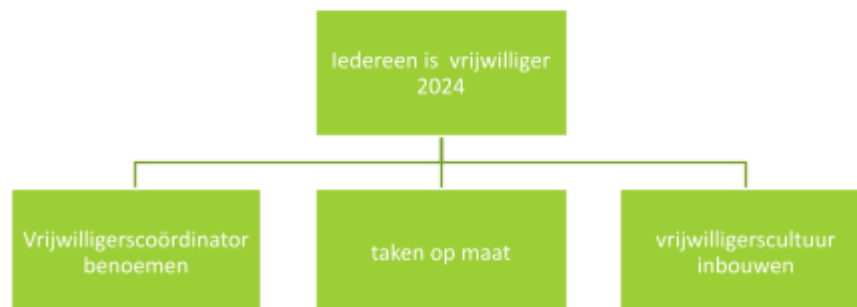 Iedereen is vrijwilliger
2024
Vrijwilligerscoördinator
benoemen
taken op maat
vrijwilligerscultuur
inbouwen